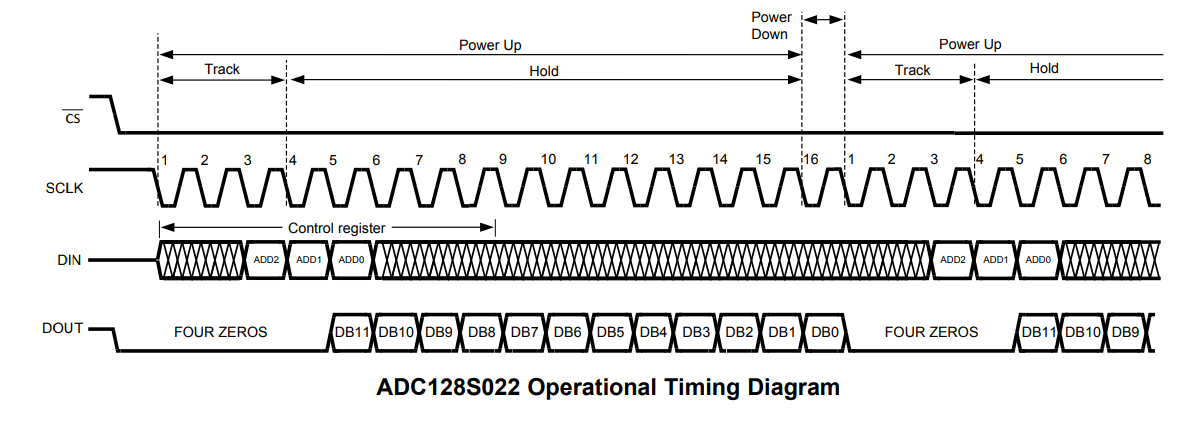 Power
Down
Power Up
Power Up
Track
Hold
Track
Hold
CS
1 2 3 4 5 6 7 8 9 10 11 12 13 14 15 16 1 2 3 4 5 6 7 8
SCLK
Control register
DIN
ADD2 ADD1 ADD0 ADD2 ADD1 ADD0
DOUT
FOUR ZEROS DB11 DB10 DB9 DB8 DB7 DB6 DB5 DB4 DB3 DB2 DB1 DB0 FOUR ZEROS DB11 DB10 DB9
ADC128S022 Operational Timing Diagram